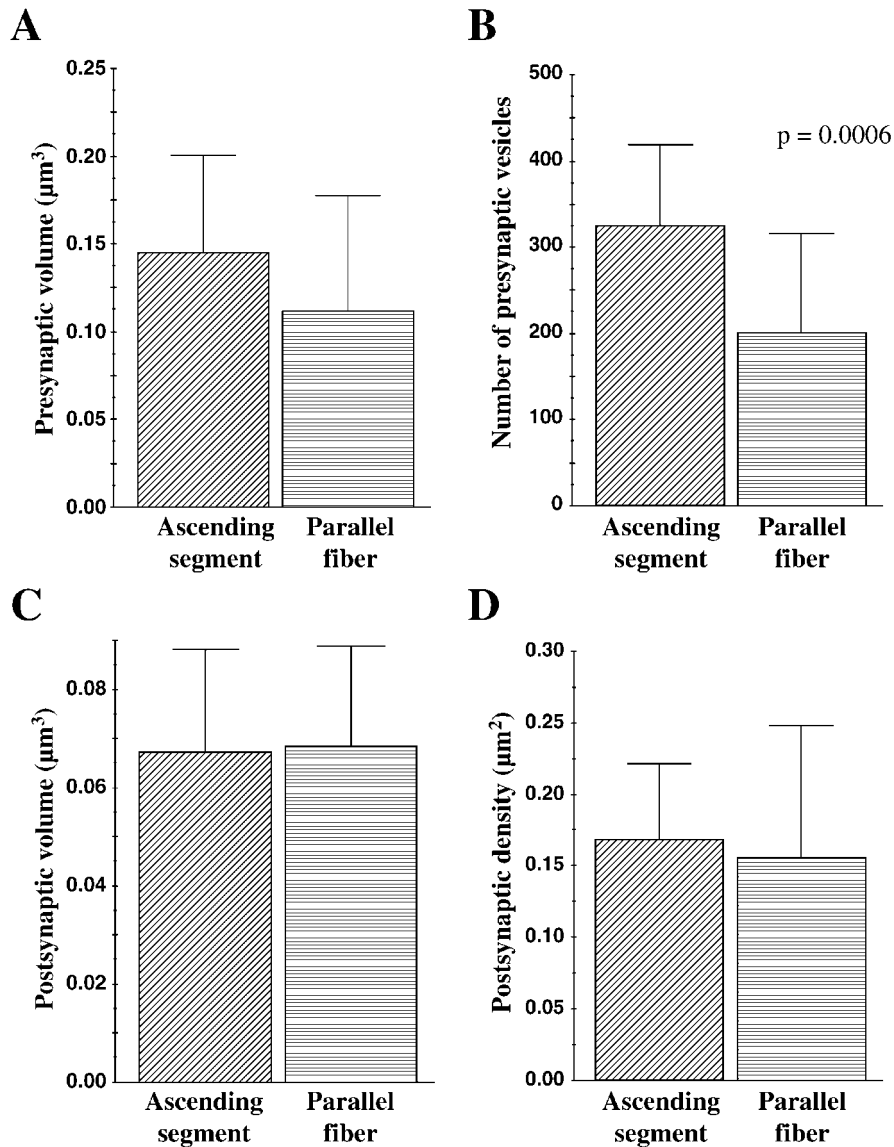 A
Presynaptic volume (µm³)
0.25
0.20
0.15
0.10
0.05
0.00
Ascending segment
Parallel fiber
B
Number of presynaptic vesicles
500
400
300
200
100
0
p = 0.0006
Ascending segment
Parallel fiber
C
Postsynaptic volume (µm³)
0.08
0.06
0.04
0.02
0.00
Ascending segment
Parallel fiber
D
Postsynaptic density (µm²)
0.30
0.25
0.20
0.15
0.10
0.05
0.00
Ascending segment
Parallel fiber